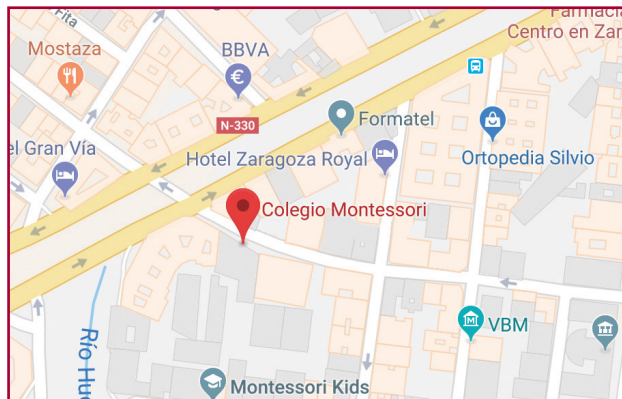 Fita
Farmacia
Centro en Zar
Mostaza
BBVA
N-330
Formatel
el Gran Vía
Hotel Zaragoza Royal
Ortopedia Silvio
Colegio Montessori
VBM
Río Hue
Montessori Kids